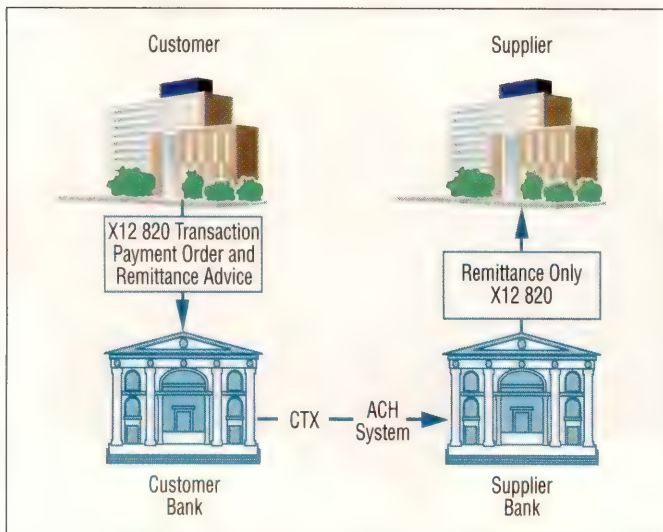 Customer
Supplier
X12 820 Transaction
Payment Order and
Remittance Advice
Remittance Only
X12 820
CTX
ACH
System
Customer
Bank
Supplier
Bank